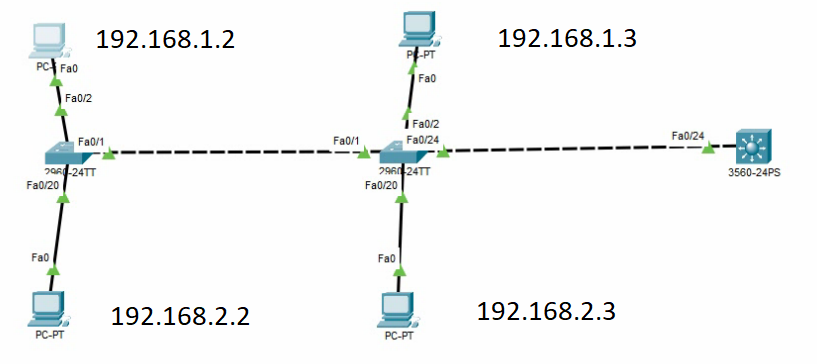 192.168.1.2
192.168.1.3
PC-PT
Fa0
Fa0
Fa0/2
Fa0/2
Fa0/1
Fa0/1
Fa0/24
Fa0/24
2960-24TT
2960-24TT
3560-24PS
Fa0/20
Fa0/20
Fa0
Fa0
192.168.2.2
192.168.2.3
PC-PT
PC-PT